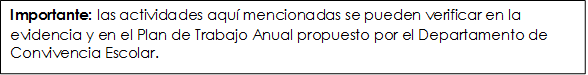 Importante: las actividades aquí mencionadas se pueden verificar en la
evidencia y en el Plan de Trabajo Anual propuesto por el Departamento de
Convivencia Escolar.